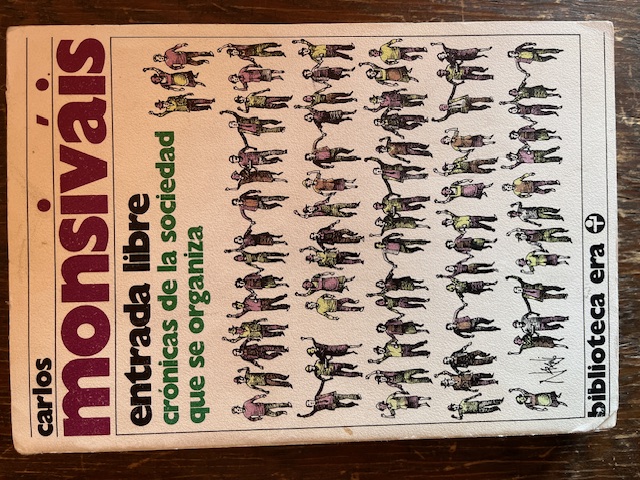 carlos
monsiváis
entrada libre
crónicas de la sociedad
que se organiza
biblioteca era